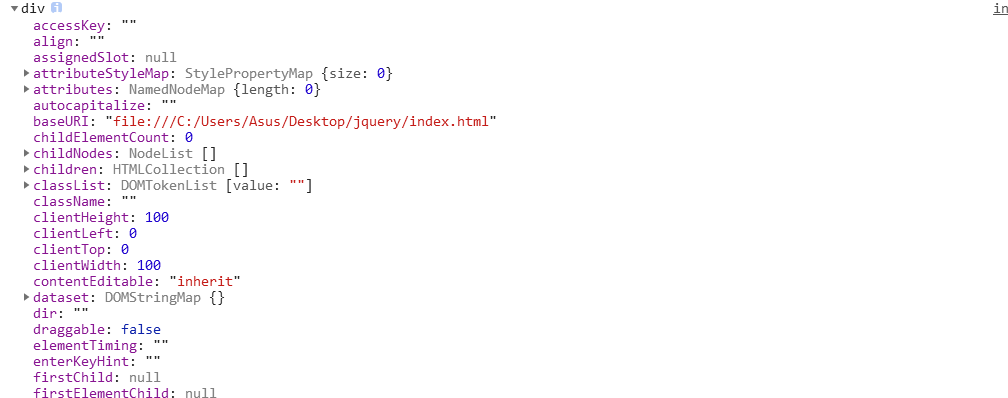 div i
in
accessKey: ""
align: ""
assignedSlot: null
attributeStyleMap: StylePropertyMap {size: 0}
attributes: NamedNodeMap {length: 0}
autocapitalize: ""
baseURI: "file:///C:/Users/Asus/Desktop/jquery/index.html"
childElementCount: 0
childNodes: NodeList []
children: HTMLCollection []
classList: DOMTokenList [value: ""]
className: ""
clientHeight: 100
clientLeft: 0
clientTop: 0
clientWidth: 100
contentEditable: "inherit"
dataset: DOMStringMap {}
dir: ""
draggable: false
elementTiming: ""
enterKeyHint: ""
firstChild: null
firstElementChild: null